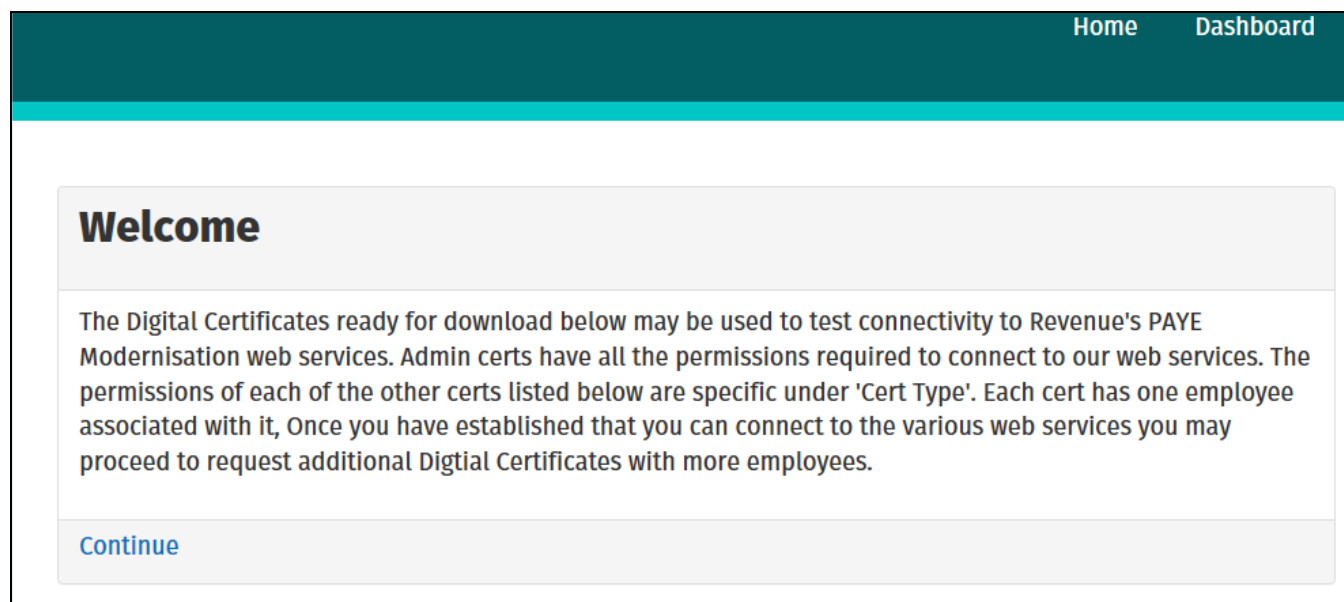 Home Dashboard
Welcome
The Digital Certificates ready for download below may be used to test connectivity to Revenue's PAYE
Modernisation web services. Admin certs have all the permissions required to connect to our web services. The
permissions of each of the other certs listed below are specific under 'Cert Type'. Each cert has one employee
associated with it, Once you have established that you can connect to the various web services you may
proceed to request additional Digtial Certificates with more employees.
Continue